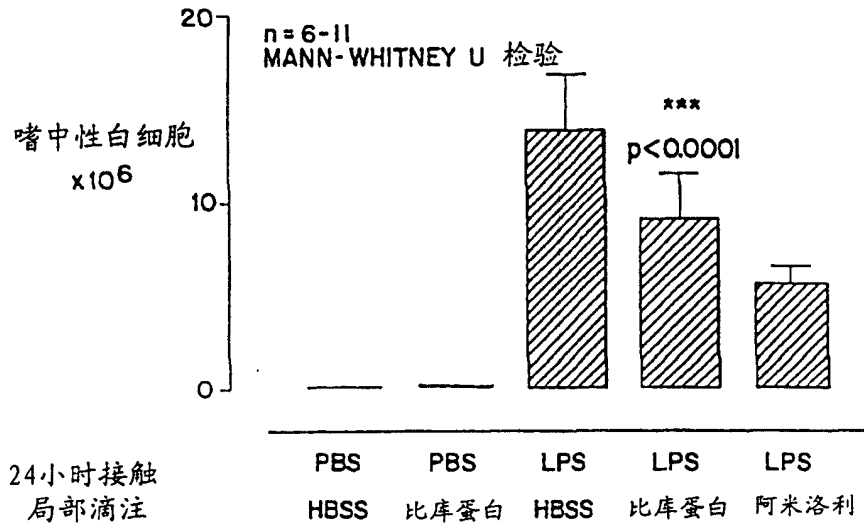 20
n=6-11
MANN-WHITNEY U 检验
嗜中性白细胞
x10⁶
***
p<0.0001
10
0
24小时接触
PBS PBS LPS LPS LPS
局部滴注
HBSS 比库蛋白 HBSS 比库蛋白 阿米洛利